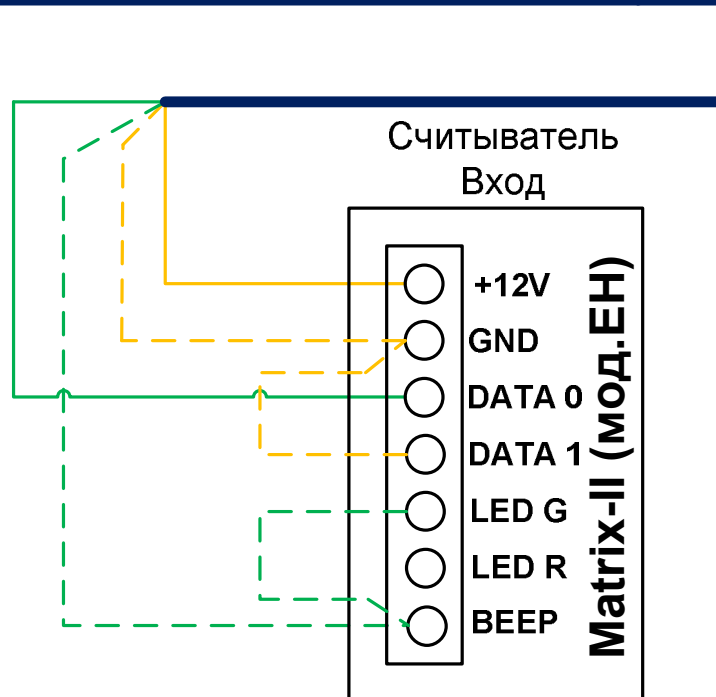 Считыватель
Вход
+12V
GND
DATA 0
DATA 1
LED G
LED R
BEEP
Matrix-II (мод.EH)